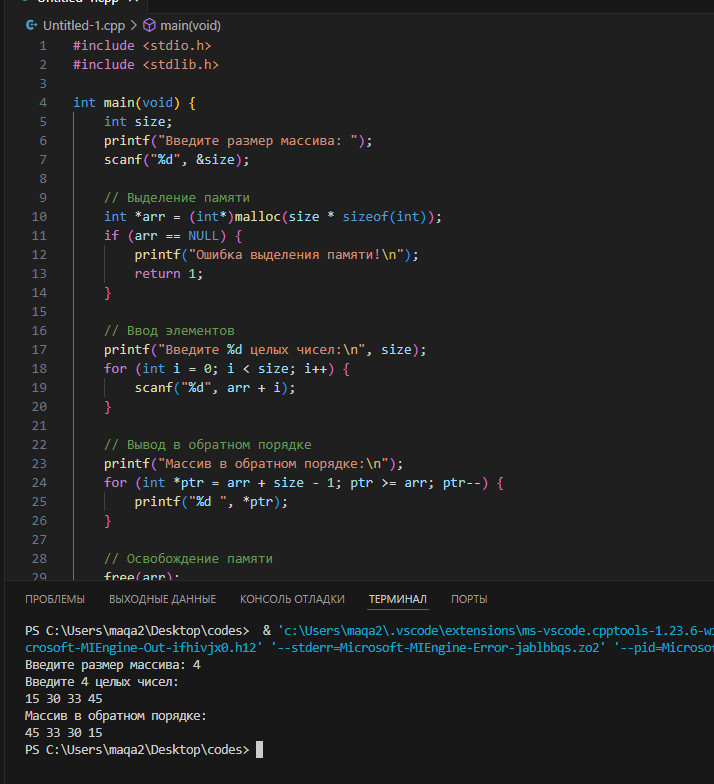 Untitled-1.cpp
Untitled-1.cpp > main(void)
1 #include <stdio.h>
2 #include <stdlib.h>
3
4 int main(void) {
5 int size;
6 printf("Введите размер массива: ");
7 scanf("%d", &size);
8
9 // Выделение памяти
10 int *arr = (int*)malloc(size * sizeof(int));
11 if (arr == NULL) {
12 printf("Ошибка выделения памяти!\n");
13 return 1;
14 }
15
16 // Ввод элементов
17 printf("Введите %d целых чисел:\n", size);
18 for (int i = 0; i < size; i++) {
19 scanf("%d", arr + i);
20 }
21
22 // Вывод в обратном порядке
23 printf("Массив в обратном порядке:\n");
24 for (int *ptr = arr + size - 1; ptr >= arr; ptr--) {
25 printf("%d ", *ptr);
26 }
27
28 // Освобождение памяти
29 free(arr);
ПРОБЛЕМЫ ВЫХОДНЫЕ ДАННЫЕ КОНСОЛЬ ОТЛАДКИ ТЕРМИНАЛ ПОРТЫ
PS C:\Users\maqa2\Desktop\codes> & 'c:\Users\maqa2\.vscode\extensions\ms-vscode.cpptools-1.23.6-wi
crosoft-MIEngine-Out-ifhivjx0.h12' '--stderr=Microsoft-MIEngine-Error-jablbbqs.zo2' '--pid=Microsof
Введите размер массива: 4
Введите 4 целых чисел:
15 30 33 45
Массив в обратном порядке:
45 33 30 15
PS C:\Users\maqa2\Desktop\codes>